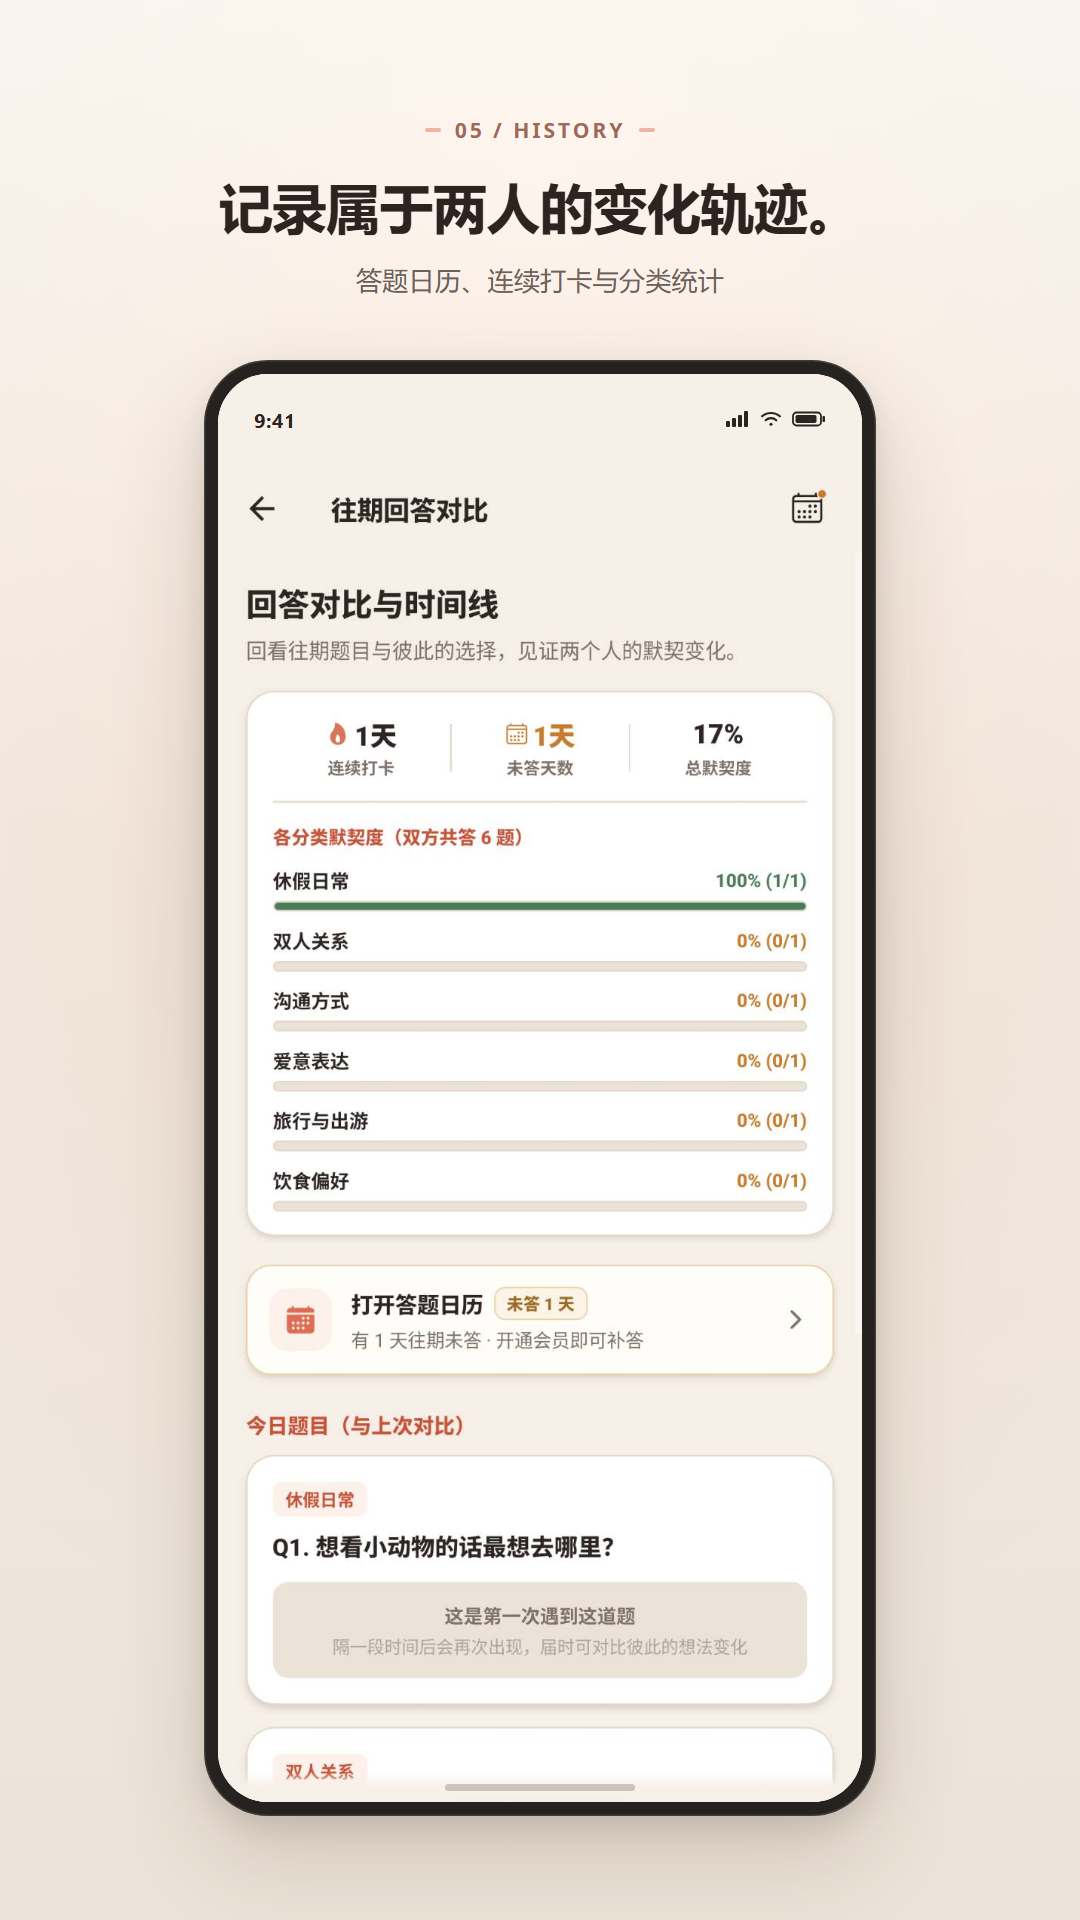 05 / HISTORY
记录属于两人的变化轨迹。
答题日历、连续打卡与分类统计
9:41
往期回答对比
回答对比与时间线
回看往期题目与彼此的选择，见证两个人的默契变化。
1天 1天 17%
连续打卡 未答天数 总默契度
各分类默契度（双方共答 6 题）
休假日常 100% (1/1)
双人关系 0% (0/1)
沟通方式 0% (0/1)
爱意表达 0% (0/1)
旅行与出游 0% (0/1)
饮食偏好 0% (0/1)
打开答题日历 未答 1 天
有 1 天往期未答 · 开通会员即可补答
今日题目（与上次对比）
休假日常
Q1. 想看小动物的话最想去哪里？
这是第一次遇到这道题
隔一段时间后会再次出现，届时可对比彼此的想法变化
双人关系